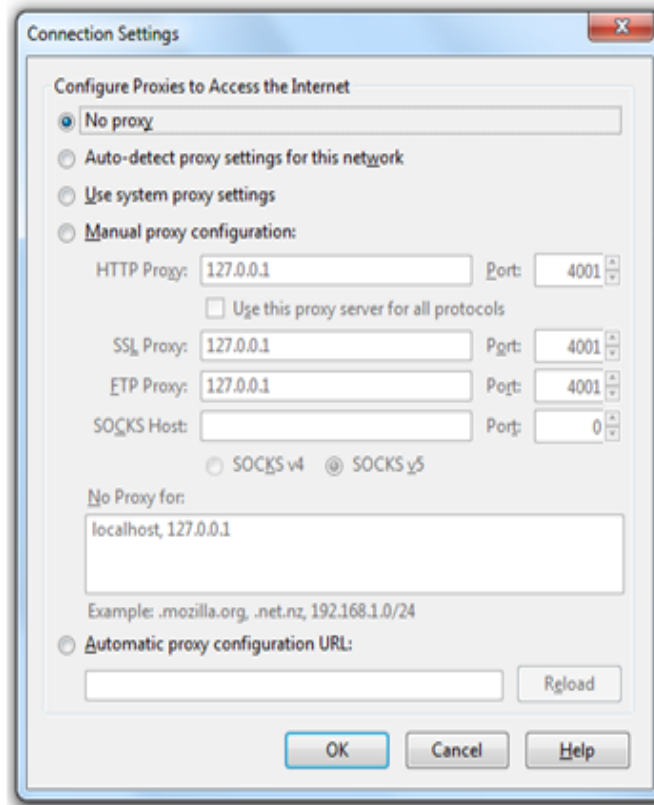 Connection Settings
Configure Proxies to Access the Internet
No proxy
Auto-detect proxy settings for this network
Use system proxy settings
Manual proxy configuration:
HTTP Proxy: 127.0.0.1 Port: 4001
Use this proxy server for all protocols
SSL Proxy: 127.0.0.1 Port: 4001
FTP Proxy: 127.0.0.1 Port: 4001
SOCKS Host: Port: 0
SOCKS v4 SOCKS v5
No Proxy for:
localhost, 127.0.0.1
Example: .mozilla.org, .net.nz, 192.168.1.0/24
Automatic proxy configuration URL:
Reload
OK Cancel Help